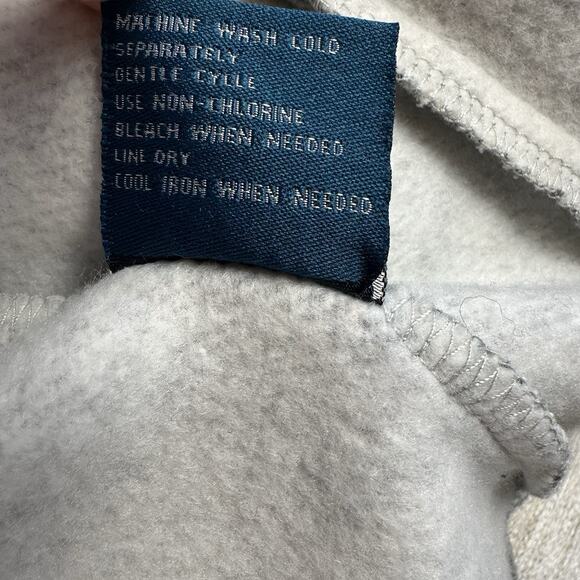 MACHINE WASH COLD
SEPARATELY
GENTLE CYCLE
USE NON-CHLORINE
BLEACH WHEN NEEDED
LINE DRY
COOL IRON WHEN NEEDED